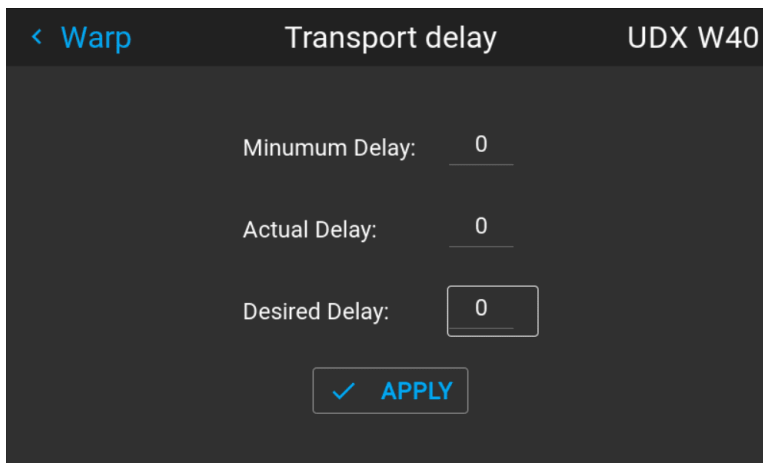 Warp Transport delay UDX W40
Minumum Delay: 0
Actual Delay: 0
Desired Delay: 0
APPLY